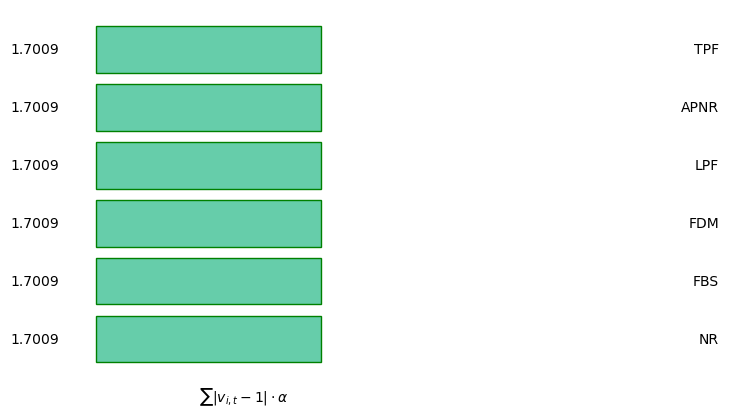 1.7009 TPF
1.7009 APNR
1.7009 LPF
1.7009 FDM
1.7009 FBS
1.7009 NR
∑|v_{i,t} − 1| · α